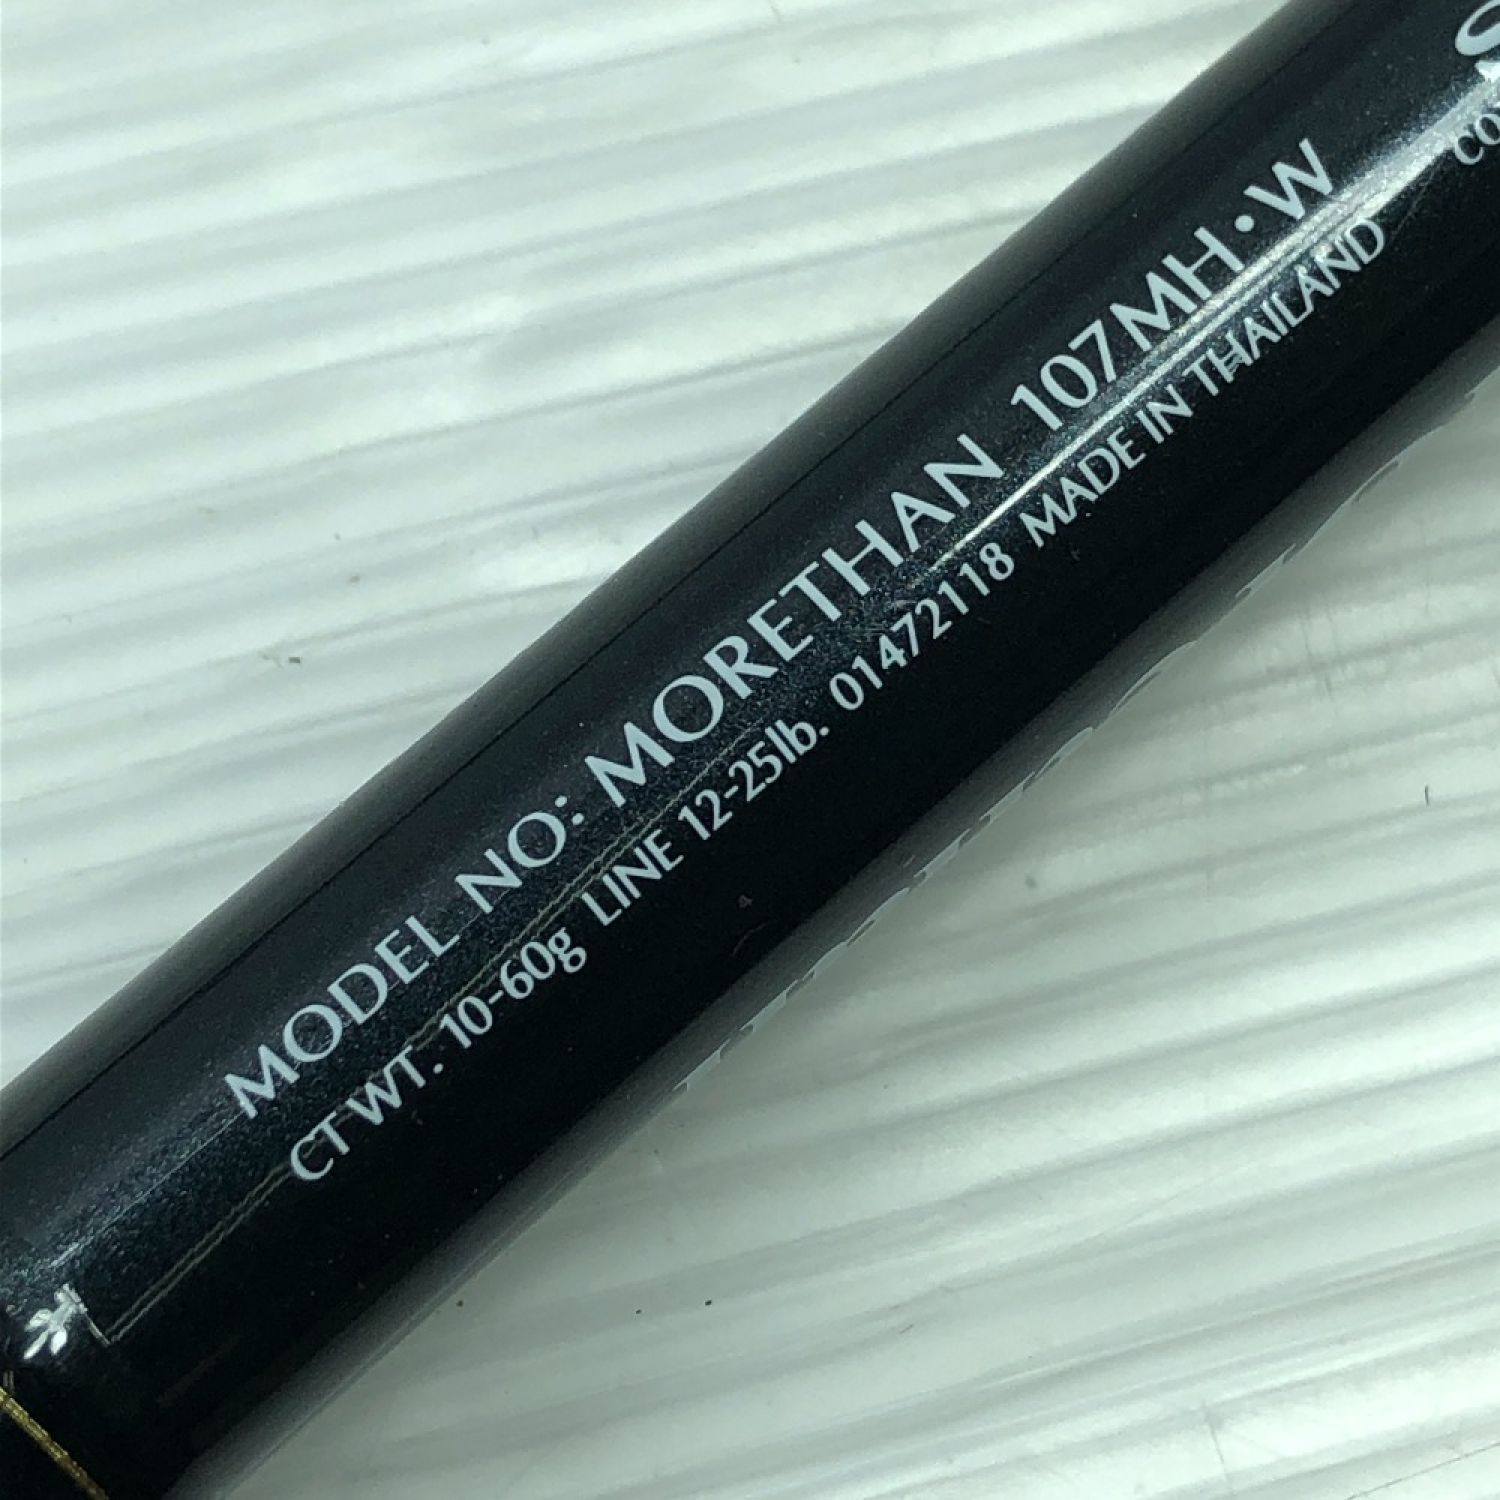 MODEL NO: MORETHAN 107MH·W
CT WT. 10-60g LINE 12-25lb. 01472118 MADE IN THAILAND